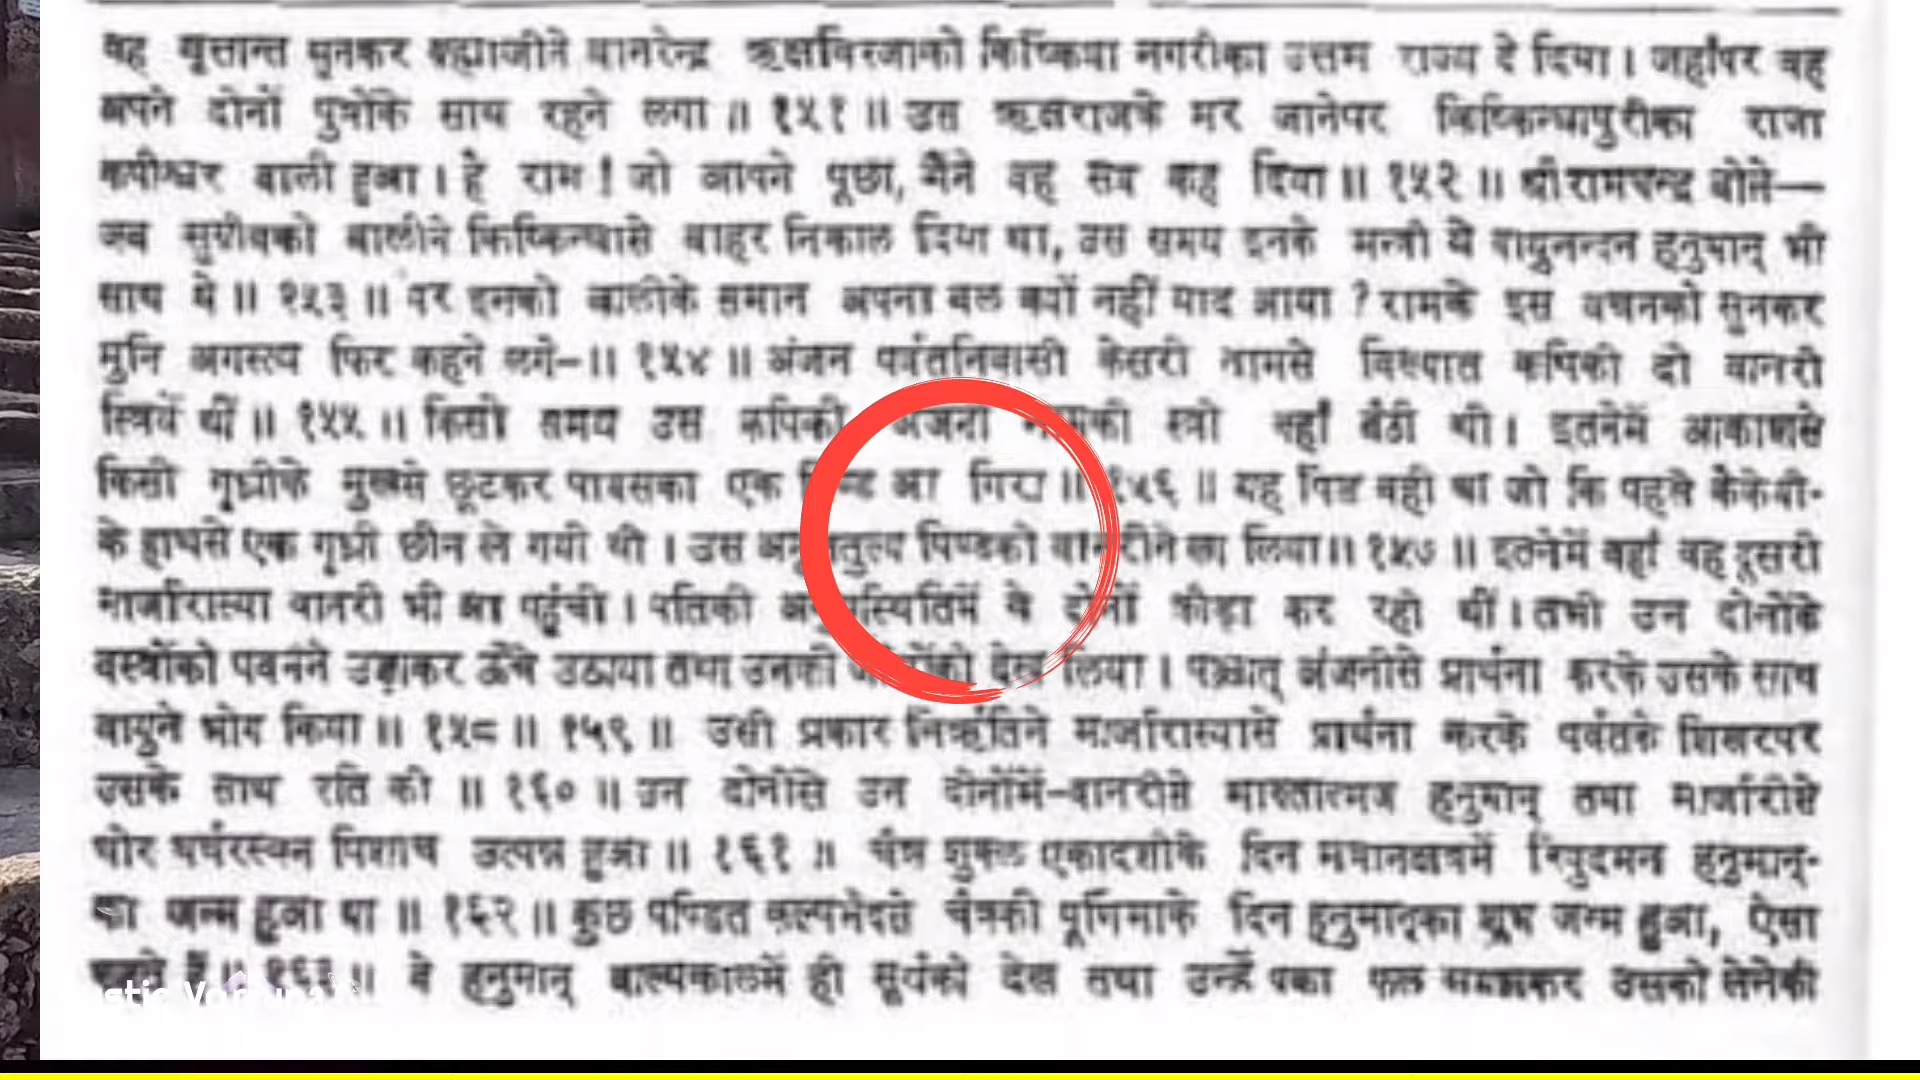 यह वृत्तान्त सुनकर ब्रह्माजीने वानरेन्द्र ऋक्षविरजाको किष्किंधा नगरीका उत्तम राज्य दे दिया । जहाँपर वह
अपने दोनों पुत्रोंके साथ रहने लगा ॥ १५१ ॥ उस ऋक्षराजके मर जानेपर किष्किन्धापुरीका राजा
कपीश्वर बाली हुआ । हे राम ! जो आपने पूछा, मैंने वह सब कह दिया ॥ १५२ ॥ श्रीरामचन्द्र बोले—
जब सुग्रीवको बालीने किष्किन्धासे बाहर निकाल दिया था, उस समय इनके मन्त्री ये वायुनन्दन हनुमान् भी
साथ थे ॥ १५३ ॥ पर इनको बालीके समान अपना बल क्यों नहीं याद आया ? रामके इस वचनको सुनकर
मुनि अगस्त्य फिर कहने लगे–॥ १५४ ॥ अंजन पर्वतनिवासी केसरी नामसे विख्यात कपिकी दो वानरी
स्त्रियें थीं ॥ १५५ ॥ किसी समय उस कपिकी अंजनी स्त्री वहाँ बैठी थी । इतनेमें आकाशसे
किसी गृध्रीके मुखसे छूटकर पायसका एक आ गिरा ॥ १५६ ॥ यह पिंड वही था जो कि पहले कैकेयी-
के हाथसे एक गृध्री छीन ले गयी थी । उस पिण्डको वानरीने खा लिया ॥ १५७ ॥ इतनेमें वहाँ वह दूसरी
मार्जारास्या वानरी भी आ पहुंची । पतिकी अनुपस्थितिमें वे दोनों क्रीड़ा कर रही थीं । तभी उन दोनोंके
वस्त्रोंको पवनने उड़ाकर ऊँचे उठाया तथा उनकी देख लिया । पश्चात् अंजनीसे प्रार्थना करके उसके साथ
वायुने भोग किया ॥ १५८ ॥ १५९ ॥ उसी प्रकार निर्ऋतिने मार्जारास्यासे प्रार्थना करके पर्वतके शिखरपर
उसके साथ रति की ॥ १६० ॥ उन दोनोंसे उन दोनोंमें–वानरीसे मारुतात्मज हनुमान् तथा मार्जारीसे
घोर घर्घरस्वन पिशाच उत्पन्न हुआ ॥ १६१ ॥ चैत्र शुक्ल एकादशीके दिन मघानक्षत्रमें रिपुदमन हनुमान्-
का जन्म हुआ था ॥ १६२ ॥ कुछ पण्डित कल्पभेदसे चैत्रकी पूर्णिमाके दिन हनुमान्का शुभ जन्म हुआ, ऐसा
कहते हैं ॥ १६३ ॥ वे हनुमान् बाल्यकालमें ही सूर्यको देख तथा उन्हें पका फल समझकर उसको लेनेकी